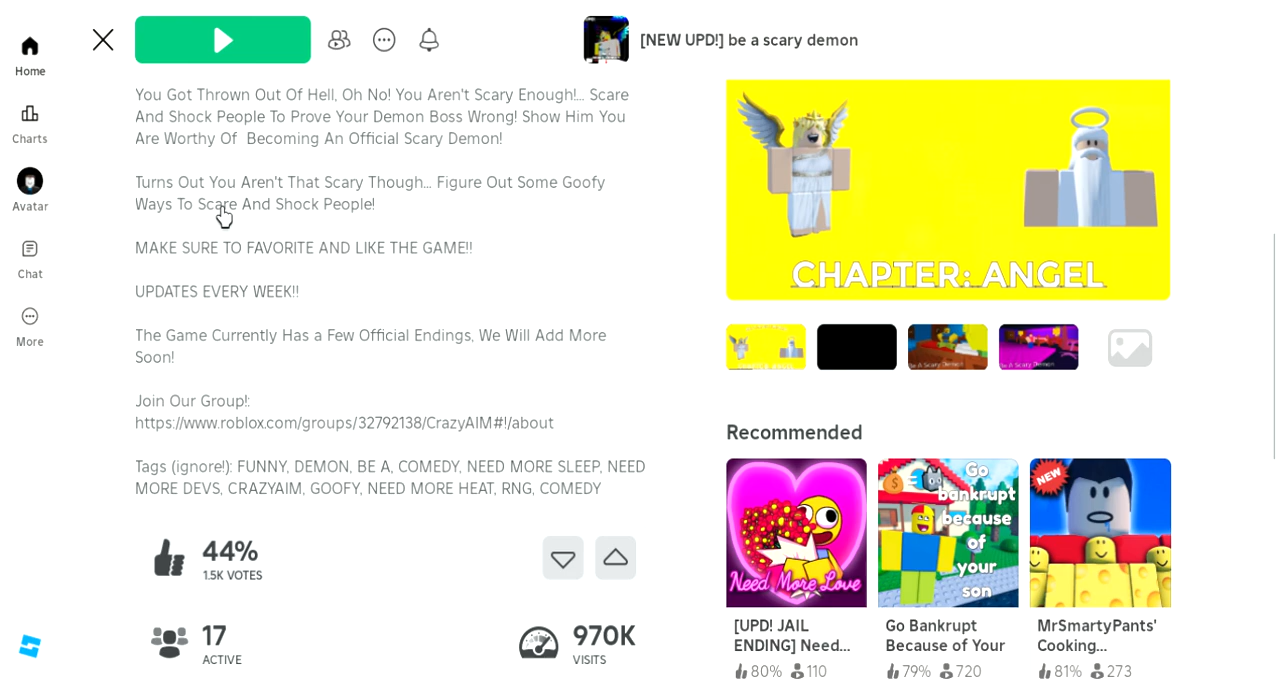 [NEW UPD!] be a scary demon
Home
Charts
Avatar
Chat
More
You Got Thrown Out Of Hell, Oh No! You Aren't Scary Enough!... Scare
And Shock People To Prove Your Demon Boss Wrong! Show Him You
Are Worthy Of  Becoming An Official Scary Demon!
Turns Out You Aren't That Scary Though... Figure Out Some Goofy
Ways To Scare And Shock People!
MAKE SURE TO FAVORITE AND LIKE THE GAME!!
UPDATES EVERY WEEK!!
The Game Currently Has a Few Official Endings, We Will Add More
Soon!
Join Our Group!:
https://www.roblox.com/groups/32792138/CrazyAIM#!/about
Tags (ignore!): FUNNY, DEMON, BE A, COMEDY, NEED MORE SLEEP, NEED
MORE DEVS, CRAZYAIM, GOOFY, NEED MORE HEAT, RNG, COMEDY
44%
1.5K VOTES
17
ACTIVE
970K
VISITS
CHAPTER: ANGEL
Recommended
Need More Love
[UPD! JAIL
ENDING] Need...
80% 110
Go
bankrupt
because
of
your
son
Go Bankrupt
Because of Your
79% 720
NEW
MrSmartyPants'
Cooking...
81% 273